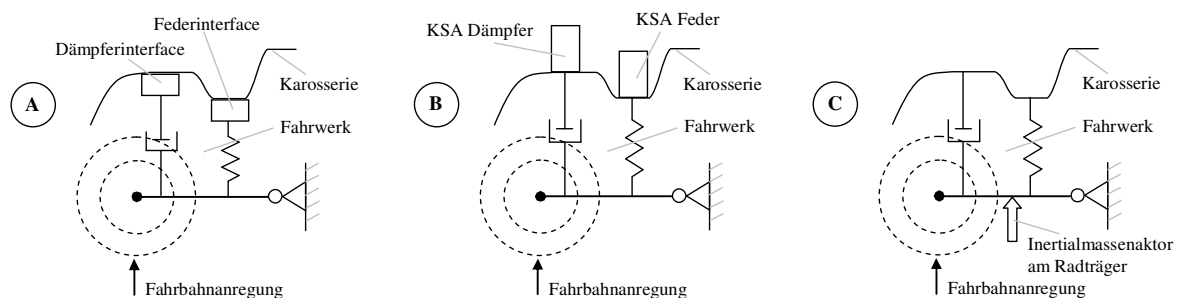 Federinterface
Dämpferinterface
Karosserie
A
Fahrwerk
Fahrbahnanregung
KSA Dämpfer
KSA Feder
Karosserie
B
Fahrwerk
Fahrbahnanregung
Karosserie
C
Fahrwerk
Inertialmassenaktor
am Radträger
Fahrbahnanregung